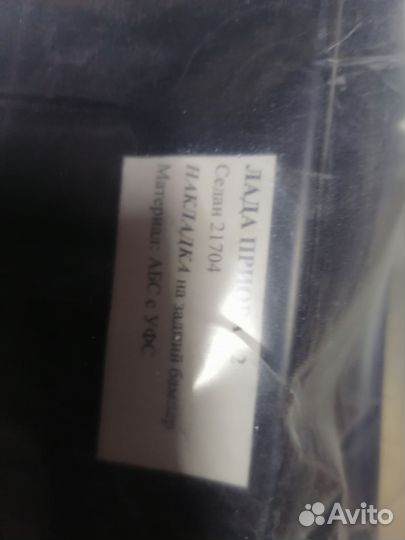 ЛАДА ПРИОРА 2
Седан 21704
НАКЛАДКА на задний бампер
Материал: АБС с УФС
Avito